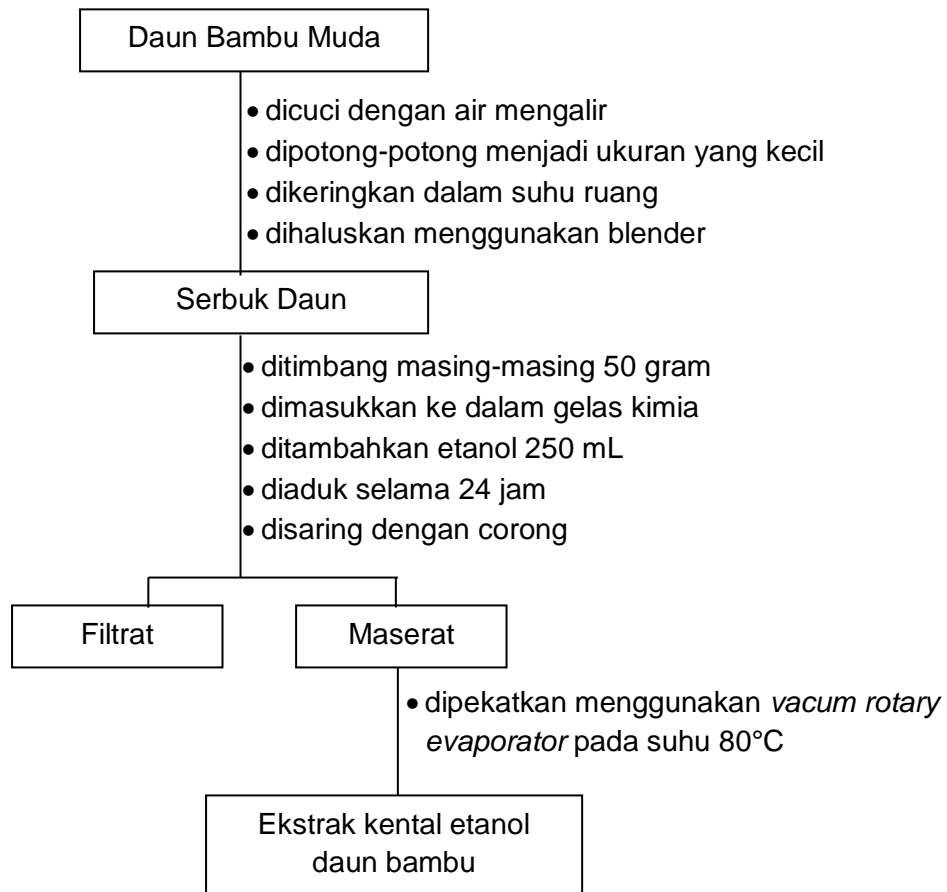 Daun Bambu Muda
• dicuci dengan air mengalir
• dipotong-potong menjadi ukuran yang kecil
• dikeringkan dalam suhu ruang
• dihaluskan menggunakan blender
Serbuk Daun
• ditimbang masing-masing 50 gram
• dimasukkan ke dalam gelas kimia
• ditambahkan etanol 250 mL
• diaduk selama 24 jam
• disaring dengan corong
Filtrat
Maserat
• dipekatkan menggunakan vacum rotary
evaporator pada suhu 80°C
Ekstrak kental etanol
daun bambu